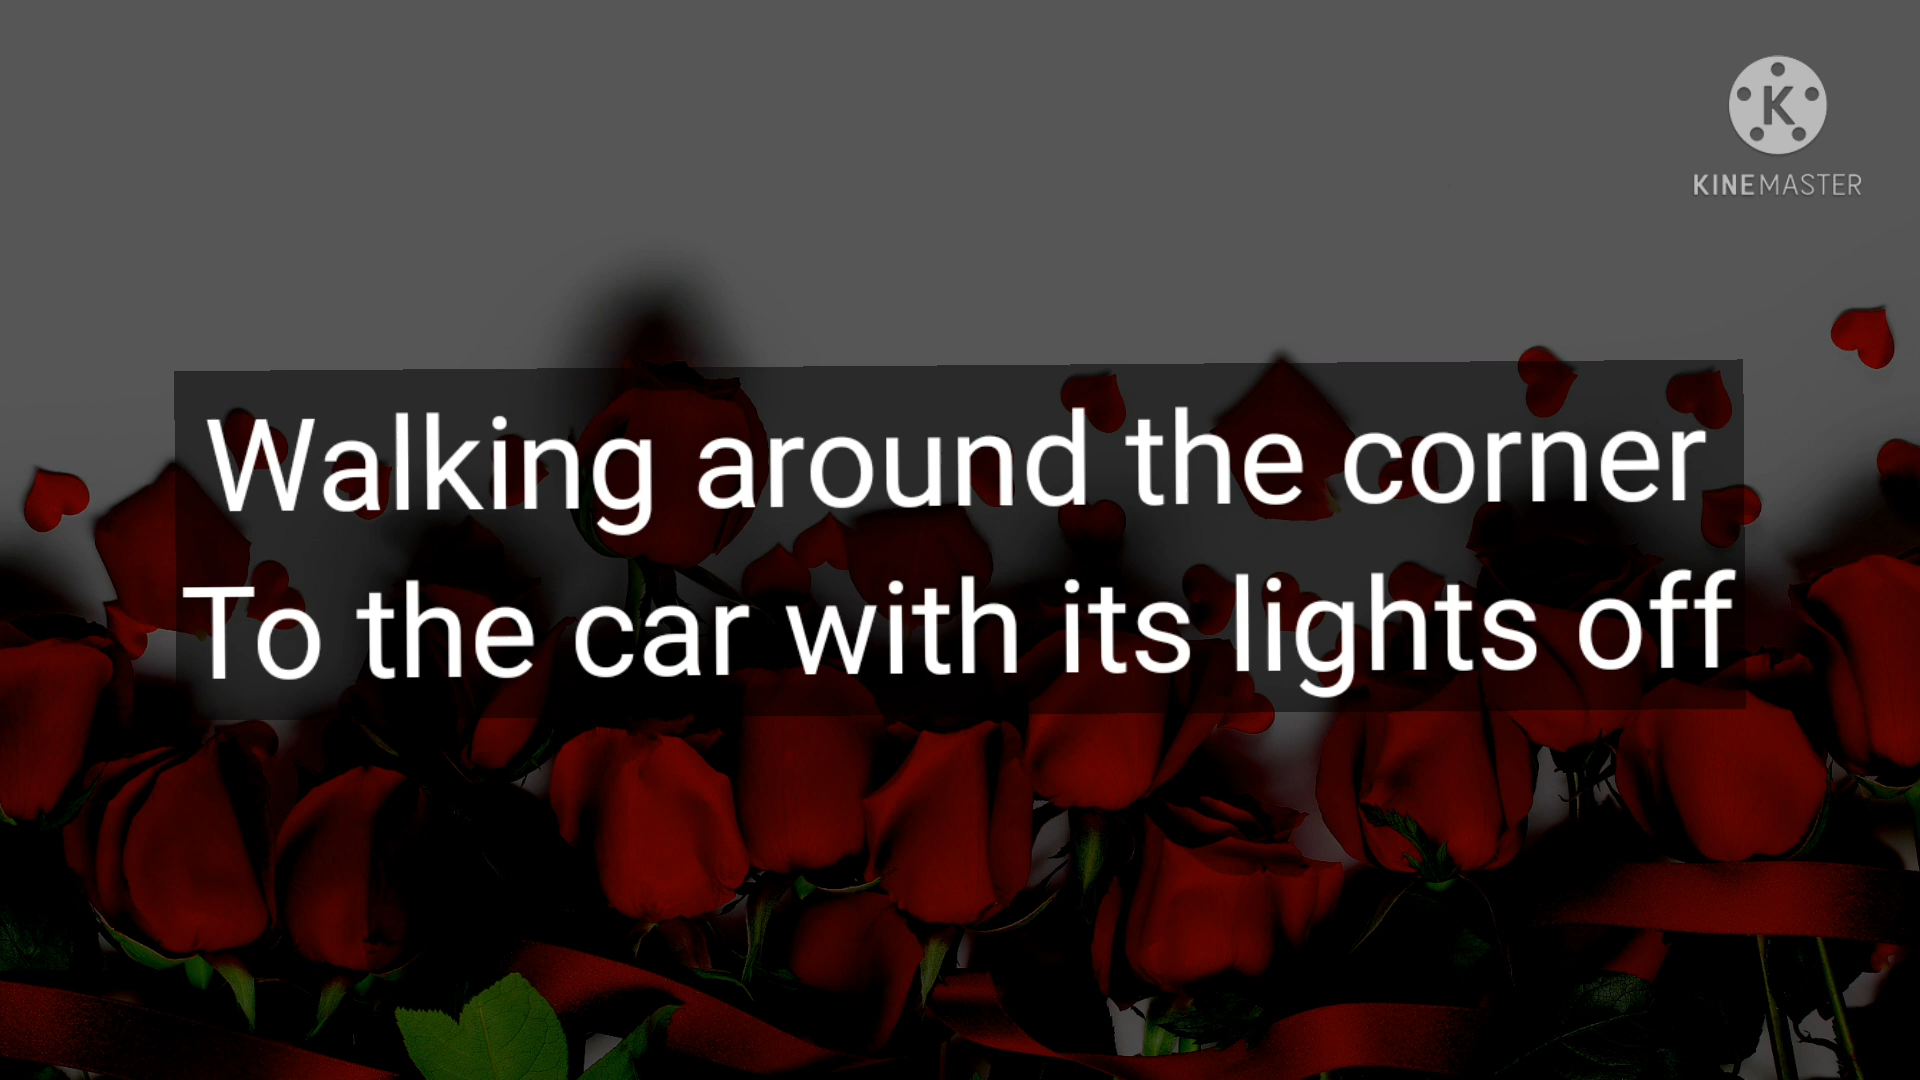 K
KINEMASTER
Walking around the corner
To the car with its lights off